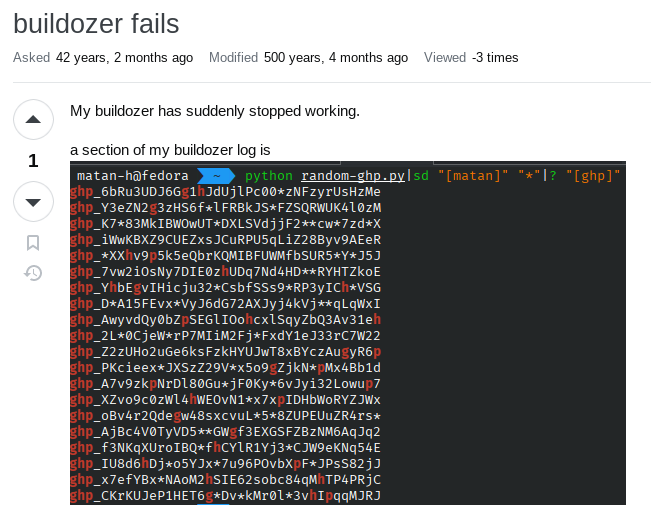 buildozer fails
Asked 42 years, 2 months ago Modified 500 years, 4 months ago Viewed -3 times
My buildozer has suddenly stopped working.
1
a section of my buildozer log is
matan-h@fedora ~ python random-ghp.py|sd "[matan]" "*"|? "[ghp]"
ghp_6bRu3UDJ6Gg1hJdUjlPc00*zNFzyrUsHzMe
ghp_Y3eZN2g3zHS6f*lFRBkJS*FZSQRWUK4l0zM
ghp_K7*83MkIBWOwUT*DXLSVdjjF2**cw*7zd*X
ghp_iWwKBXZ9CUEZxsJCuRPU5qLiZ28Byv9AEeR
ghp_*XXhv9p5k5eQbrKQMIBFUWMfbSUR5*Y*J5J
ghp_7vw2iOsNy7DIE0zhUDq7Nd4HD**RYHTZkoE
ghp_YhbEgvIHicju32*CsbfSSs9*RP3yICh*VSG
ghp_D*A15FEvx*VyJ6dG72AXJyj4kVj**qLqWxI
ghp_AwyvdQy0bZpSEGlIOohcxlSqyZbQ3Av31eh
ghp_2L*0CjeW*rP7MIiM2Fj*FxdY1eJ33rC7W22
ghp_Z2zUHo2uGe6ksFzkHYUJwT8xBYczAugyR6p
ghp_PKcieex*JXSzZ29V*x5o9gZjkN*pMx4Bb1d
ghp_A7v9zkpNrDl80Gu*jF0Ky*6vJyi32Lowup7
ghp_XZvo9c0zWl4hWEOvN1*x7xpIDHbWoRYZJWx
ghp_oBv4r2Qdegw48sxcvuL*5*8ZUPEUuZR4rs*
ghp_AjBc4V0TyVD5**GWgf3EXGSFZBzNM6AqJq2
ghp_f3NKqXUroIBQ*fhCYlR1Yj3*CJW9eKNq54E
ghp_IU8d6hDj*o5YJx*7u96POvbXpF*JPsS82jJ
ghp_x7efYBx*NAoM2hSIE62sobc84qMhTP4PRjC
ghp_CKrKUJeP1HET6g*Dv*kMr0l*3vhIpqqMJRJ